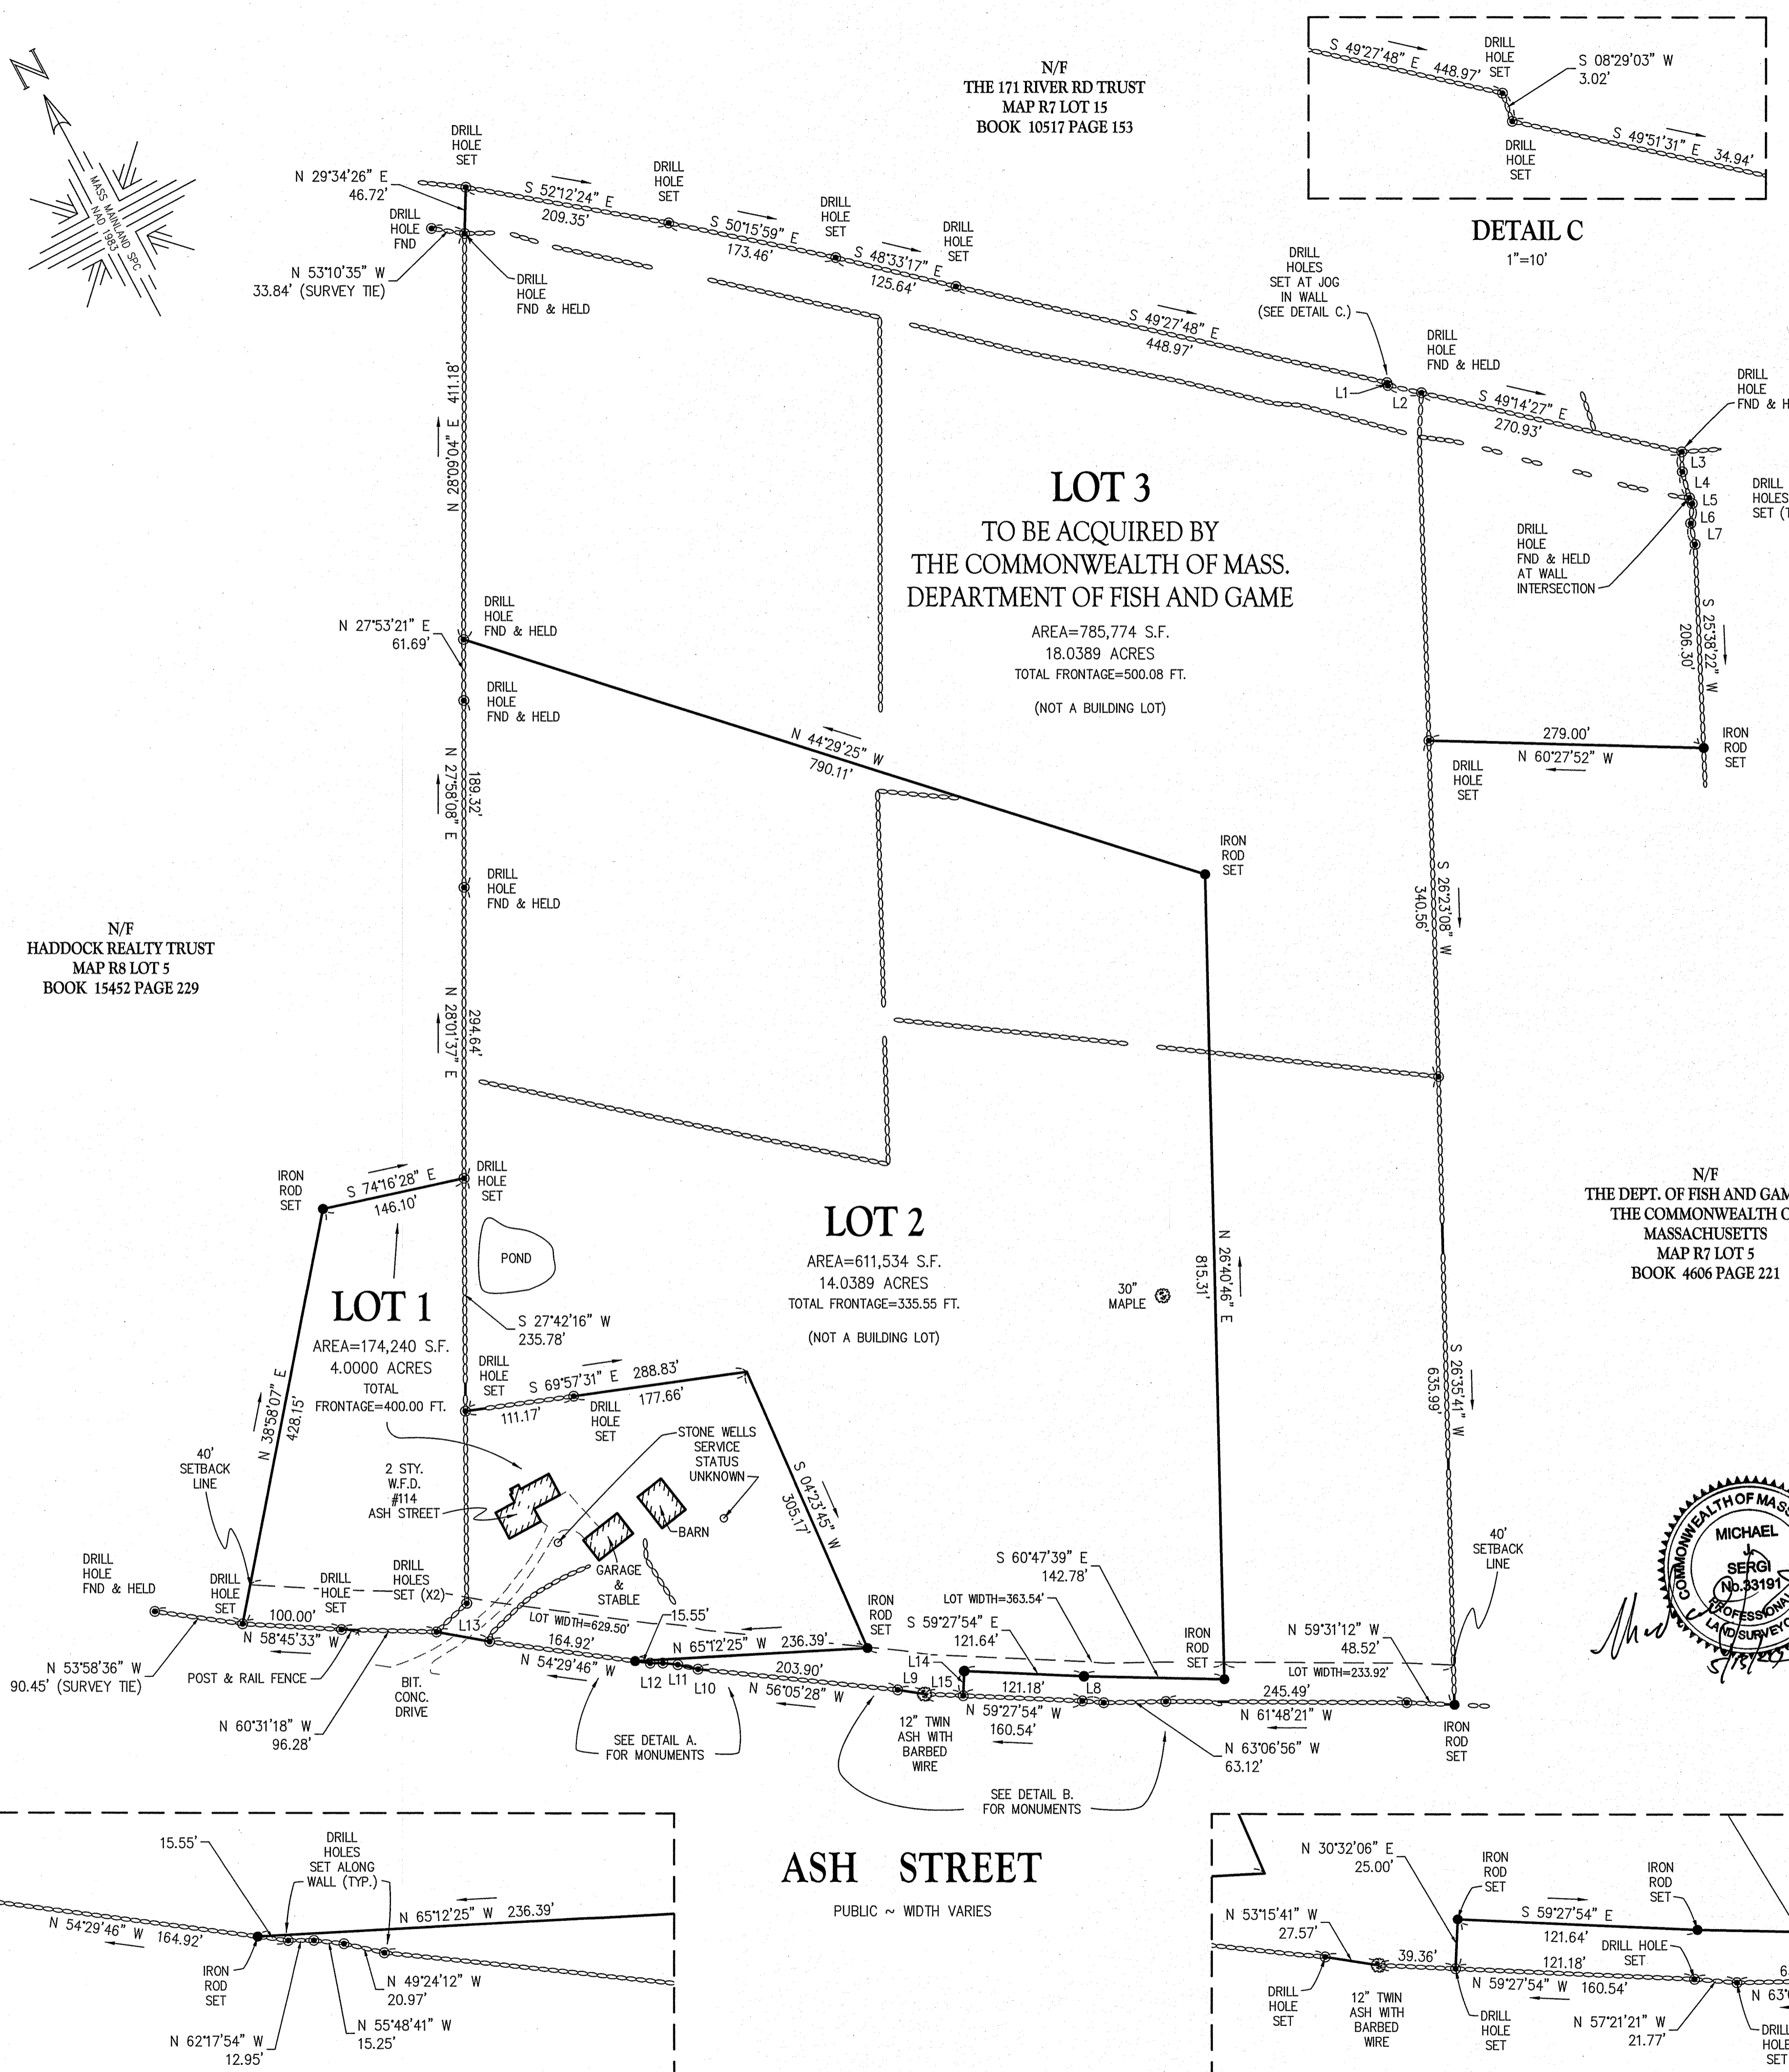 N
MASS MAINLAND SPC
NAD 1983
N/F
THE 171 RIVER RD TRUST
MAP R7 LOT 15
BOOK 10517 PAGE 153
S 49°27'48" E 448.97'
DRILL
HOLE
SET
S 08°29'03" W
3.02'
S 49°51'31" E 34.94'
DRILL
HOLE
SET
DETAIL C
1"=10'
DRILL
HOLE
SET
N 29°34'26" E
46.72'
DRILL
HOLE
FND
N 53°10'35" W
33.84' (SURVEY TIE)
DRILL
HOLE
FND & HELD
S 52°12'24" E
209.35'
DRILL
HOLE
SET
S 50°15'59" E
173.46'
DRILL
HOLE
SET
S 48°33'17" E
125.64'
DRILL
HOLE
SET
S 49°27'48" E
448.97'
DRILL
HOLES
SET AT JOG
IN WALL
(SEE DETAIL C.)
L1
L2
DRILL
HOLE
FND & HELD
S 49°14'27" E
270.93'
DRILL
HOLE
FND & H
L3
L4
L5
L6
L7
DRILL
HOLES
SET (T
DRILL
HOLE
FND & HELD
AT WALL
INTERSECTION
S 25°38'22" W
206.30'
N 28°09'04" E 411.18'
LOT 3
TO BE ACQUIRED BY
THE COMMONWEALTH OF MASS.
DEPARTMENT OF FISH AND GAME
AREA=785,774 S.F.
18.0389 ACRES
TOTAL FRONTAGE=500.08 FT.
(NOT A BUILDING LOT)
N 27°53'21" E
61.69'
DRILL
HOLE
FND & HELD
DRILL
HOLE
FND & HELD
N 44°29'25" W
790.11'
279.00'
N 60°27'52" W
IRON
ROD
SET
DRILL
HOLE
SET
189.32'
N 27°58'08" E
DRILL
HOLE
FND & HELD
IRON
ROD
SET
S 26°23'08" W
340.56'
N/F
HADDOCK REALTY TRUST
MAP R8 LOT 5
BOOK 15452 PAGE 229
294.64'
N 28°01'37" E
IRON
ROD
SET
S 74°16'28" E
146.10'
DRILL
HOLE
SET
POND
LOT 2
AREA=611,534 S.F.
14.0389 ACRES
TOTAL FRONTAGE=335.55 FT.
(NOT A BUILDING LOT)
30"
MAPLE
N 26°40'46" E
815.31'
N/F
THE DEPT. OF FISH AND GAM
THE COMMONWEALTH O
MASSACHUSETTS
MAP R7 LOT 5
BOOK 4606 PAGE 221
LOT 1
AREA=174,240 S.F.
4.0000 ACRES
TOTAL
FRONTAGE=400.00 FT.
S 27°42'16" W
235.78'
DRILL
HOLE
SET
S 69°57'31" E 288.83'
111.17'
177.66'
DRILL
HOLE
SET
N 38°58'07" E
428.15'
S 04°23'45" W
305.17'
S 26°35'41" W
635.99'
STONE WELLS
SERVICE
STATUS
UNKNOWN
2 STY.
W.F.D.
#114
ASH STREET
BARN
GARAGE
&
STABLE
40'
SETBACK
LINE
40'
SETBACK
LINE
COMMONWEALTH OF MASS
MICHAEL
J.
SERGI
No.33191
PROFESSIONAL
LAND SURVEYO
DRILL
HOLE
FND & HELD
DRILL
HOLE
SET
DRILL
HOLE
SET
DRILL
HOLES
SET (X2)
L13
100.00'
N 58°45'33" W
N 53°58'36" W
90.45' (SURVEY TIE)
POST & RAIL FENCE
N 60°31'18" W
96.28'
BIT.
CONC.
DRIVE
LOT WIDTH=629.50'
164.92'
N 54°29'46" W
15.55'
N 65°12'25" W 236.39'
IRON
ROD
SET
L12
L11
L10
203.90'
N 56°05'28" W
SEE DETAIL A.
FOR MONUMENTS
S 60°47'39" E
142.78'
LOT WIDTH=363.54'
S 59°27'54" E
121.64'
L14
L9
L15
L8
121.18'
N 59°27'54" W
160.54'
12" TWIN
ASH WITH
BARBED
WIRE
IRON
ROD
SET
N 59°31'12" W
48.52'
LOT WIDTH=233.92'
245.49'
N 61°48'21" W
N 63°06'56" W
63.12'
IRON
ROD
SET
SEE DETAIL B.
FOR MONUMENTS
ASH STREET
PUBLIC ~ WIDTH VARIES
15.55'
DRILL
HOLES
SET ALONG
WALL (TYP.)
N 65°12'25" W 236.39'
N 54°29'46" W 164.92'
IRON
ROD
SET
N 49°24'12" W
20.97'
N 55°48'41" W
15.25'
N 62°17'54" W
12.95'
N 30°32'06" E
25.00'
IRON
ROD
SET
IRON
ROD
SET
S 59°27'54" E
121.64'
N 53°15'41" W
27.57'
39.36'
121.18'
DRILL HOLE
SET
N 59°27'54" W 160.54'
DRILL
HOLE
SET
12" TWIN
ASH WITH
BARBED
WIRE
DRILL
HOLE
SET
N 57°21'21" W
21.77'
6
N 63°
DRILL
HOLE
SET